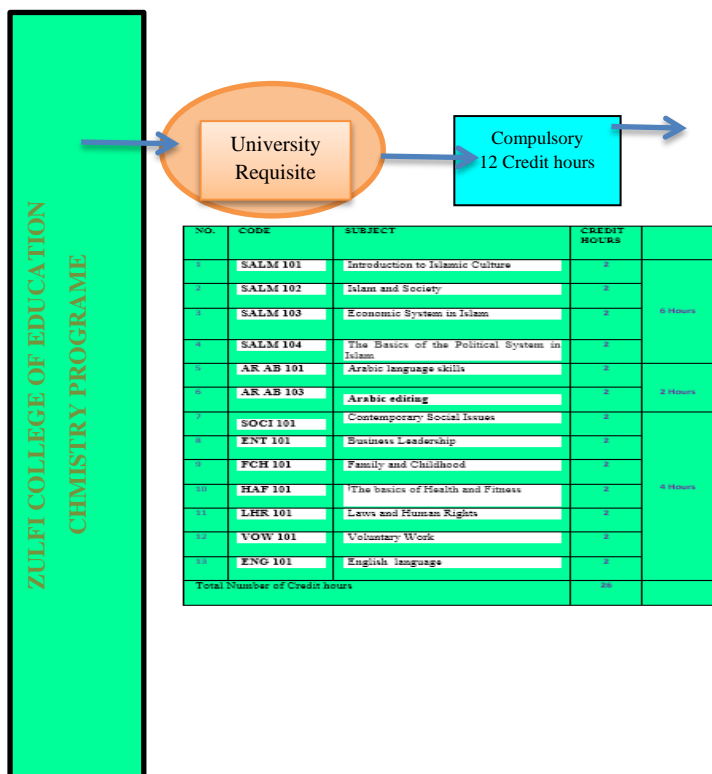 ZULFI COLLEGE OF EDUCATION
CHMISTRY PROGRAME
University
Requisite
Compulsory
12 Credit hours
NO. CODE SUBJECT CREDIT HOURS
1 SALM 101 Introduction to Islamic Culture 2
2 SALM 102 Islam and Society 2
3 SALM 103 Economic System in Islam 2 6 Hours
4 SALM 104 The Basics of the Political System in
Islam 2
5 AR AB 101 Arabic language skills 2
6 AR AB 103 Arabic editing 2 2 Hours
7 SOCI 101 Contemporary Social Issues 2
8 ENT 101 Business Leadership 2
9 FCH 101 Family and Childhood 2
10 HAF 101 The basics of Health and Fitness 2 4 Hours
11 LHR 101 Laws and Human Rights 2
12 VOW 101 Voluntary Work 2
13 ENG 101 English language 2
Total Number of Credit hours 26